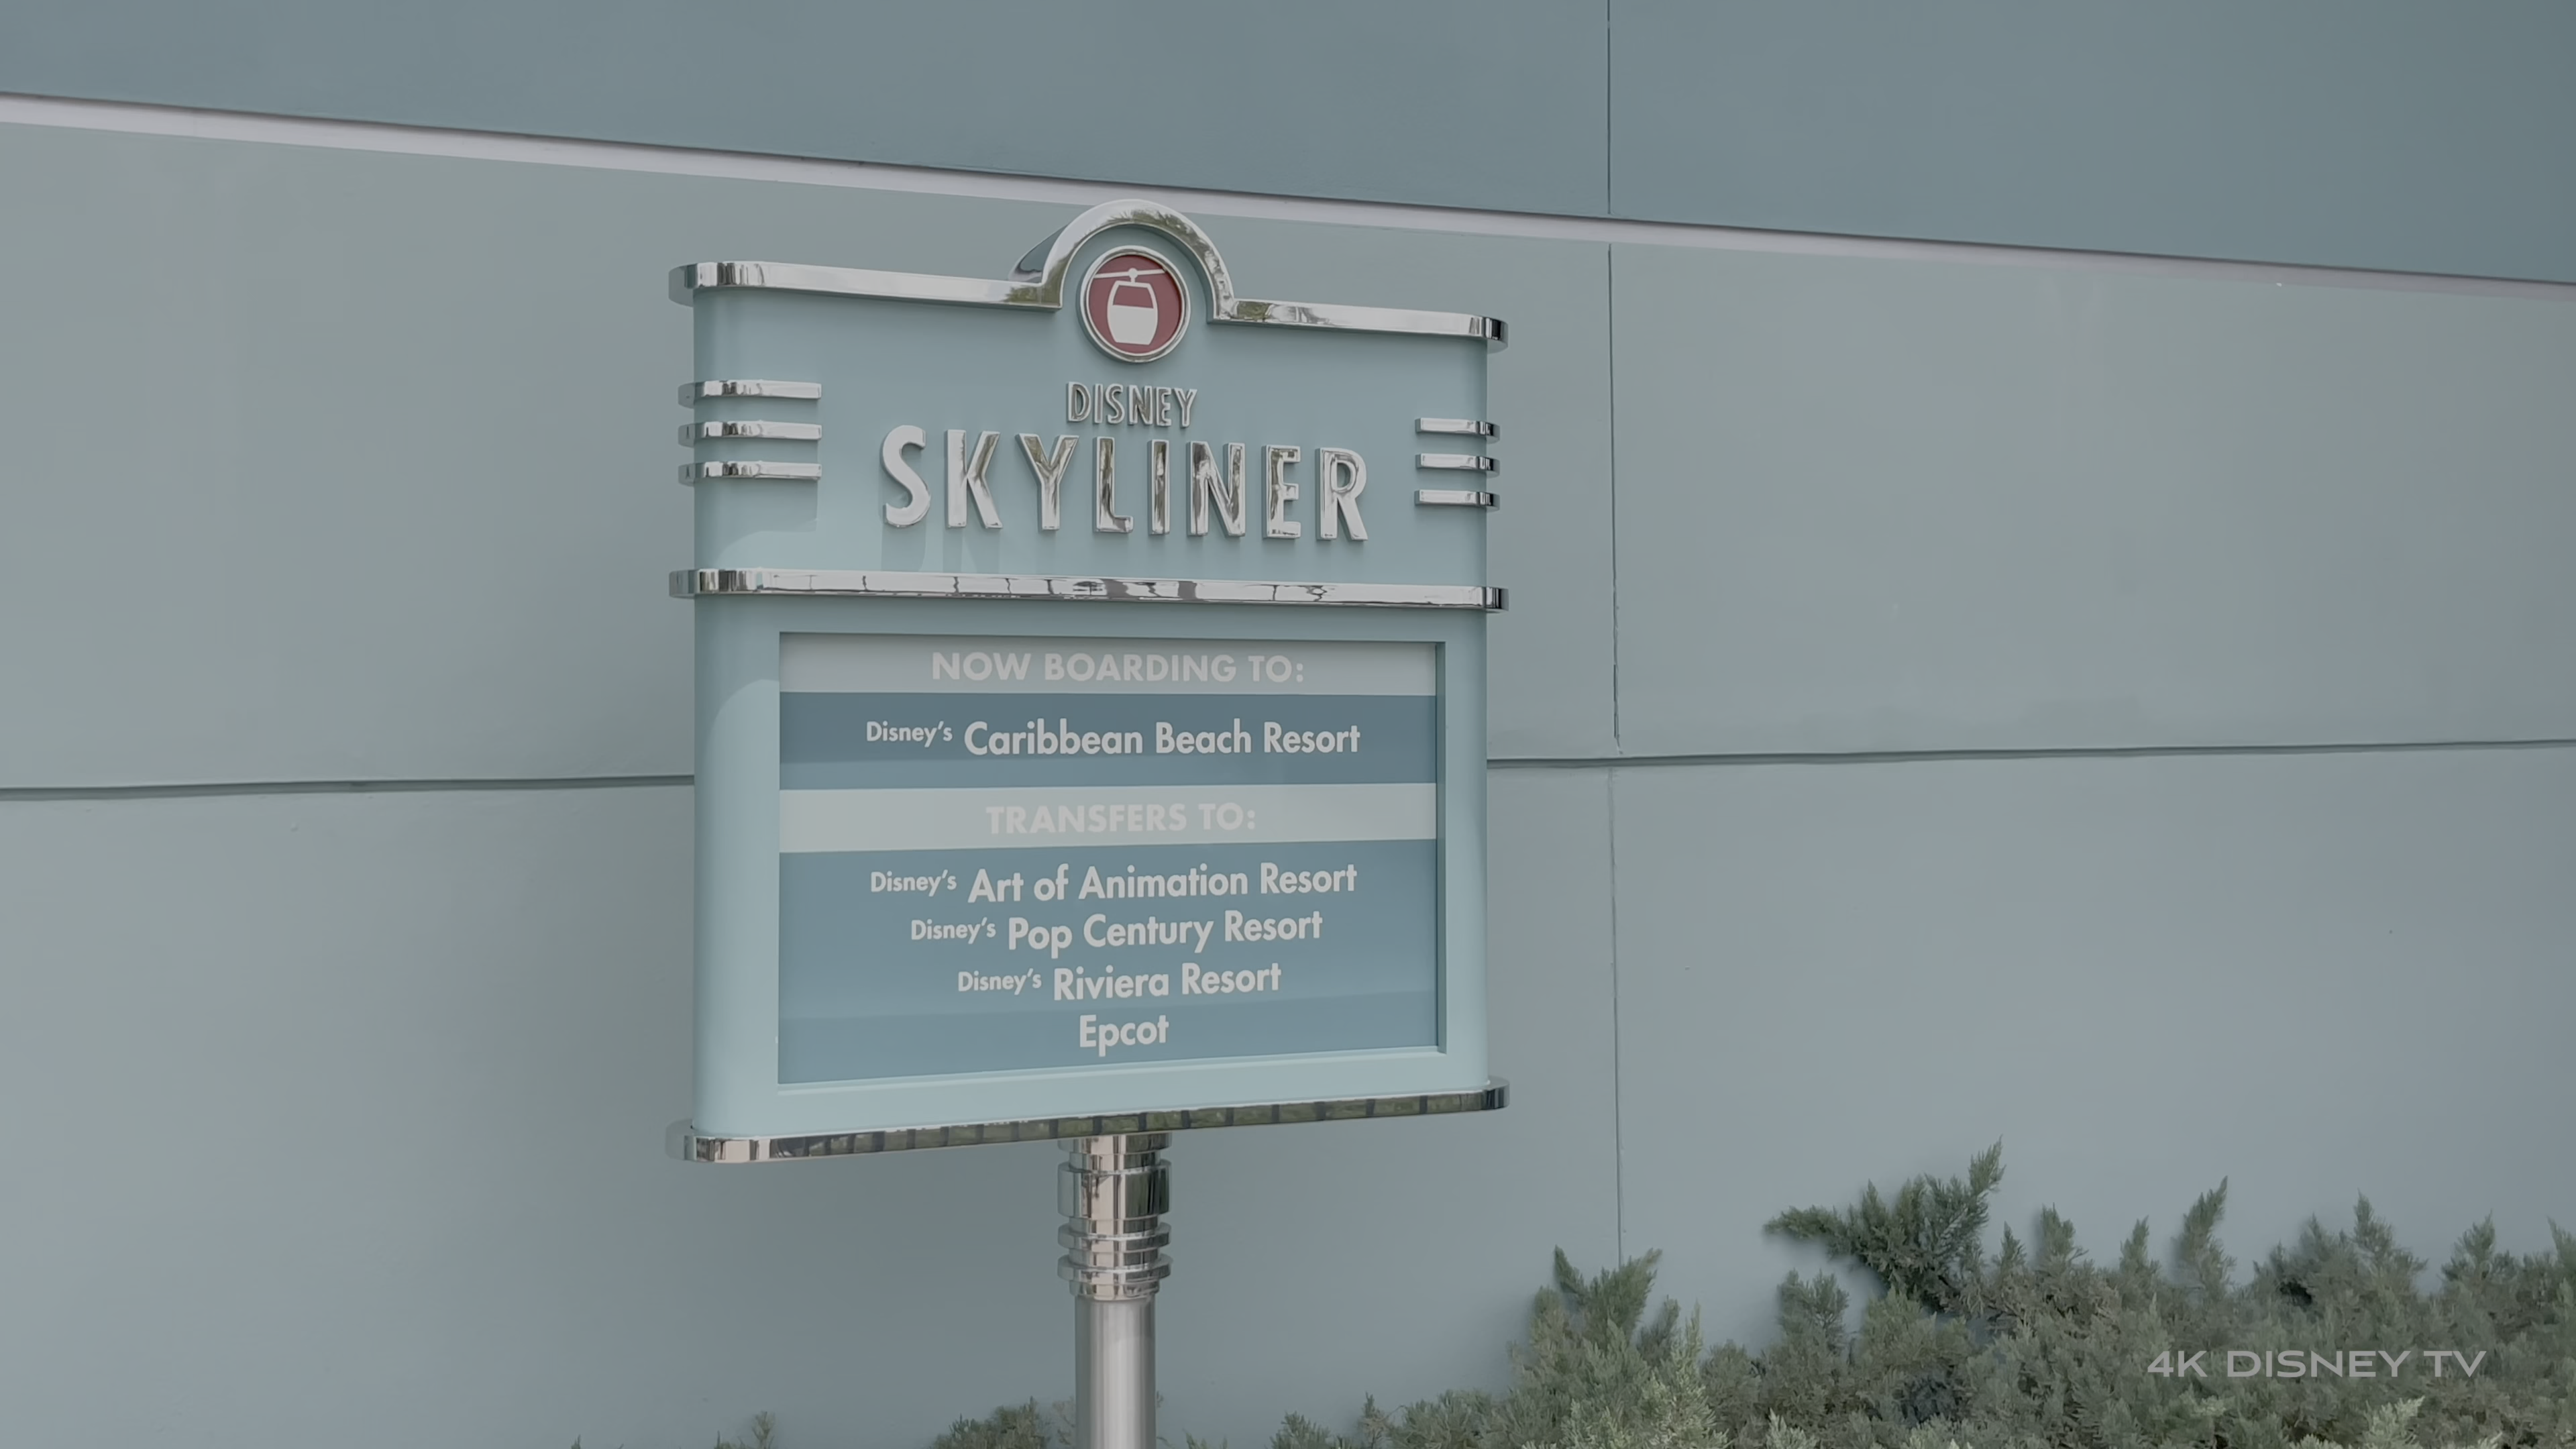 DISNEY
SKYLINER
NOW BOARDING TO:
Disney's Caribbean Beach Resort
TRANSFERS TO:
Disney's Art of Animation Resort
Disney's Pop Century Resort
Disney's Riviera Resort
Epcot
4K DISNEY TV